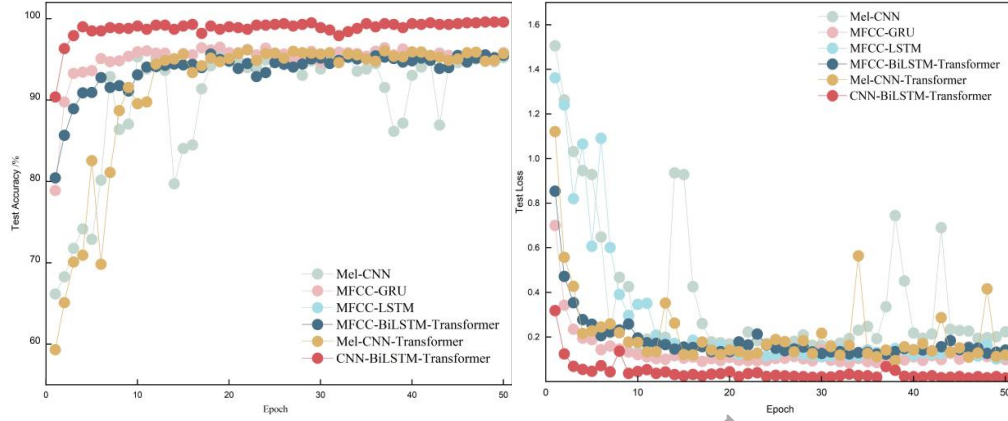 100
90
80
70
60
Test Accuracy /%
Mel-CNN
MFCC-GRU
MFCC-LSTM
MFCC-BiLSTM-Transformer
Mel-CNN-Transformer
CNN-BiLSTM-Transformer
0 10 20 30 40 50
Epoch
1.6
1.4
1.2
1.0
0.8
0.6
0.4
0.2
Test Loss
Mel-CNN
MFCC-GRU
MFCC-LSTM
MFCC-BiLSTM-Transformer
Mel-CNN-Transformer
CNN-BiLSTM-Transformer
0 10 20 30 40 50
Epoch